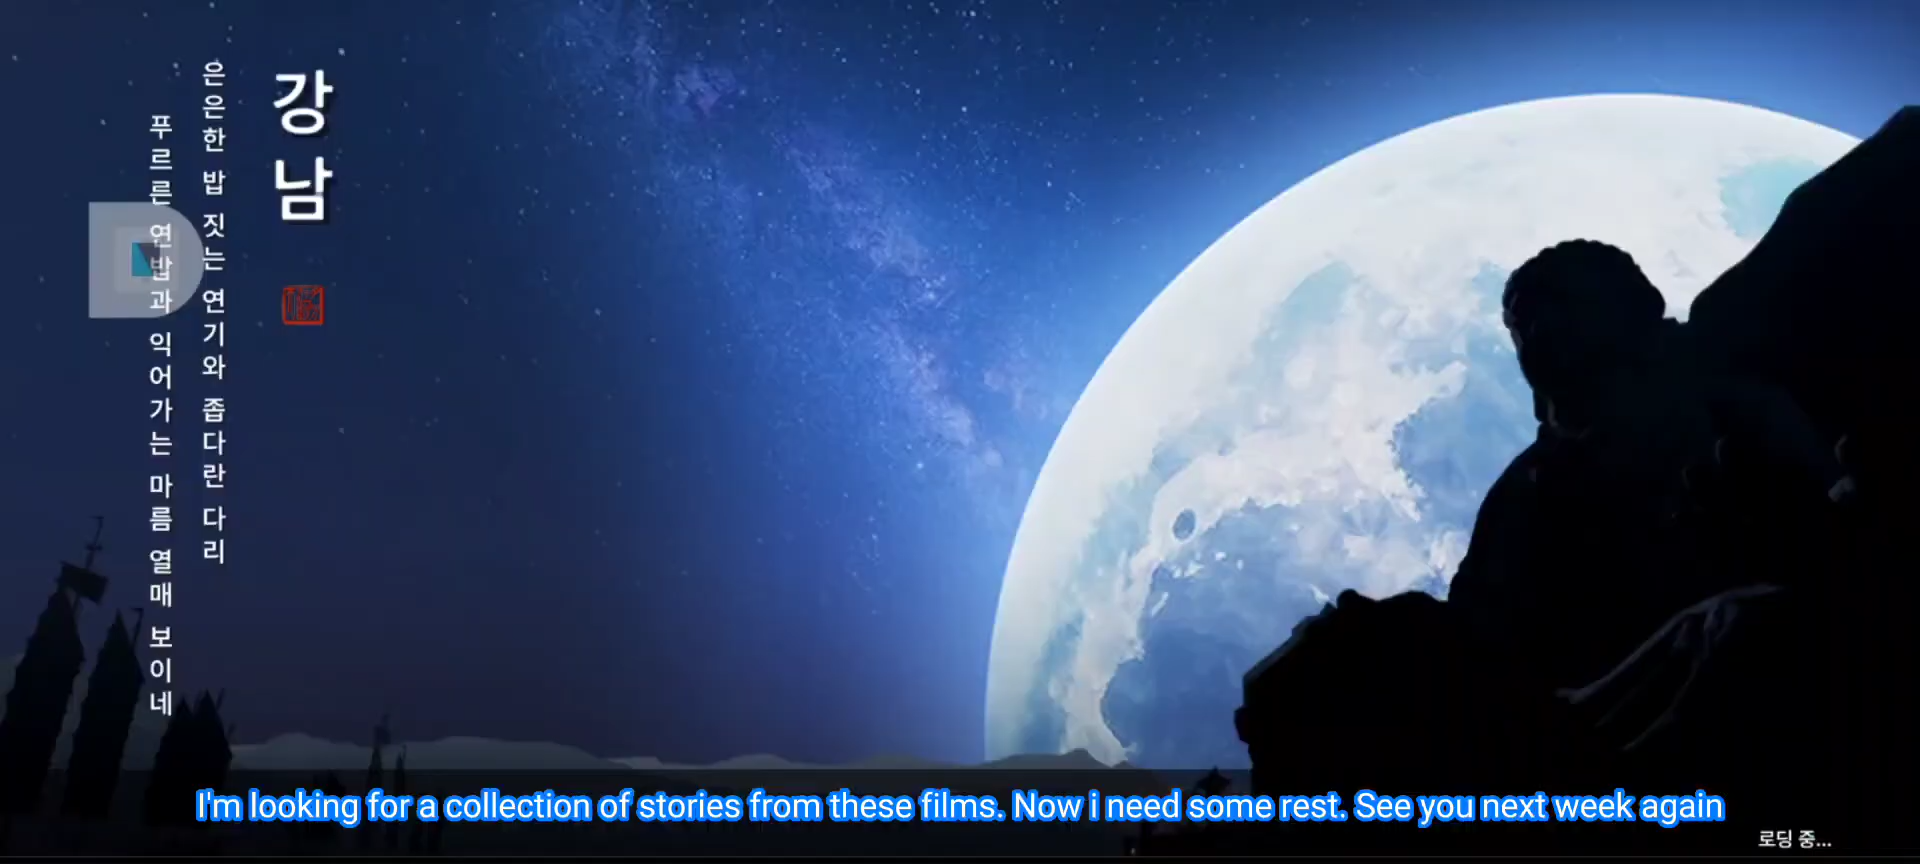 강남
은은한 밥 짓는 연기와 좁다란 다리
푸르른 연밥과 익어가는 마름 열매 보이네
I'm looking for a collection of stories from these films. Now i need some rest. See you next week again
로딩 중...